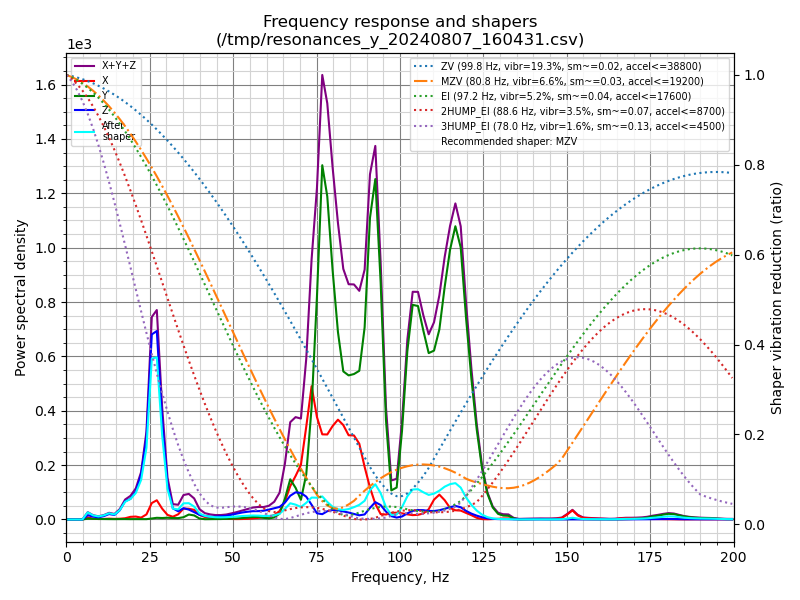 Frequency response and shapers
(/tmp/resonances_y_20240807_160431.csv)
1e3
X+Y+Z
X
Y
Z
After
shaper
ZV (99.8 Hz, vibr=19.3%, sm~=0.02, accel<=38800)
MZV (80.8 Hz, vibr=6.6%, sm~=0.03, accel<=19200)
EI (97.2 Hz, vibr=5.2%, sm~=0.04, accel<=17600)
2HUMP_EI (88.6 Hz, vibr=3.5%, sm~=0.07, accel<=8700)
3HUMP_EI (78.0 Hz, vibr=1.6%, sm~=0.13, accel<=4500)
Recommended shaper: MZV
Power spectral density
1.6
1.4
1.2
1.0
0.8
0.6
0.4
0.2
0.0
1.0
0.8
0.6
0.4
0.2
0.0
Shaper vibration reduction (ratio)
0 25 50 75 100 125 150 175 200
Frequency, Hz